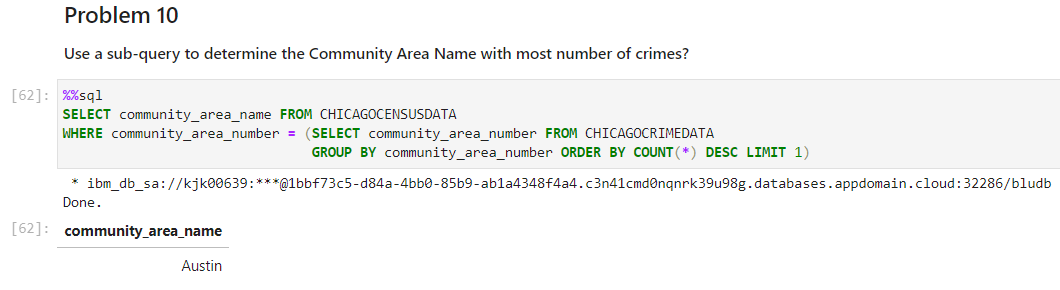 Problem 10
Use a sub-query to determine the Community Area Name with most number of crimes?
[62]: %%sql
SELECT community_area_name FROM CHICAGOCENSUSDATA
WHERE community_area_number = (SELECT community_area_number FROM CHICAGOCRIMEDATA
GROUP BY community_area_number ORDER BY COUNT(*) DESC LIMIT 1)
* ibm_db_sa://kjk00639:***@1bbf73c5-d84a-4bb0-85b9-ab1a4348f4a4.c3n41cmd0nqnrk39u98g.databases.appdomain.cloud:32286/bludb
Done.
[62]: community_area_name
Austin